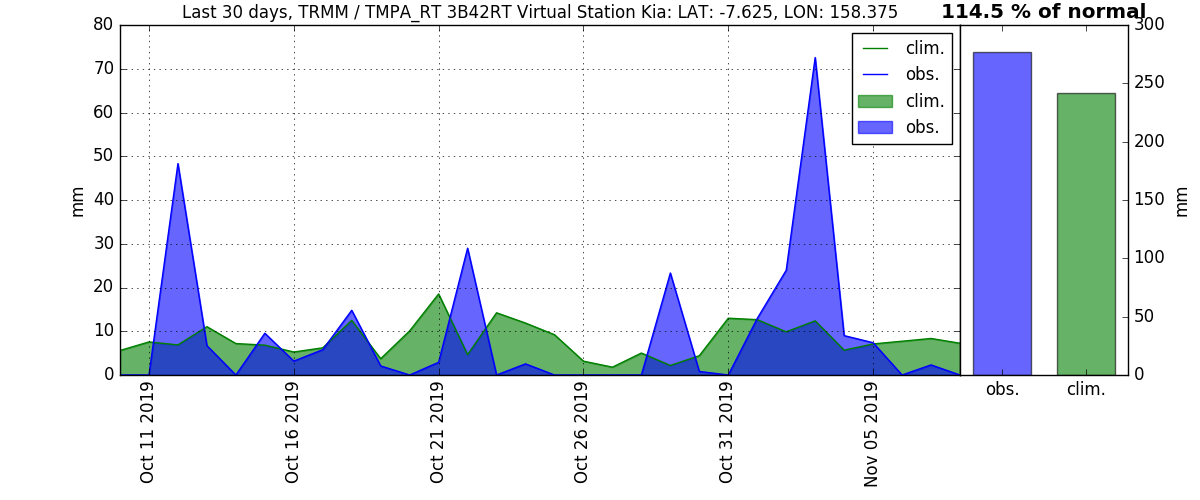 Last 30 days, TRMM / TMPA_RT 3B42RT Virtual Station Kia: LAT: -7.625, LON: 158.375
114.5 % of normal
80
70
60
50
40
30
20
10
0
mm
clim.
obs.
clim.
obs.
300
250
200
150
100
50
0
mm
obs.
clim.
Oct 11 2019
Oct 16 2019
Oct 21 2019
Oct 26 2019
Oct 31 2019
Nov 05 2019